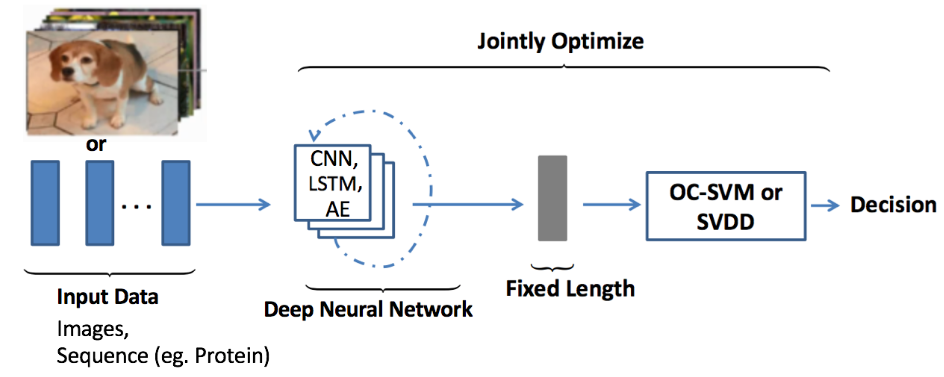 Jointly Optimize
or
...
CNN,
LSTM,
AE
OC-SVM or
SVDD
Decision
Input Data
Images,
Sequence (eg. Protein)
Deep Neural Network
Fixed Length